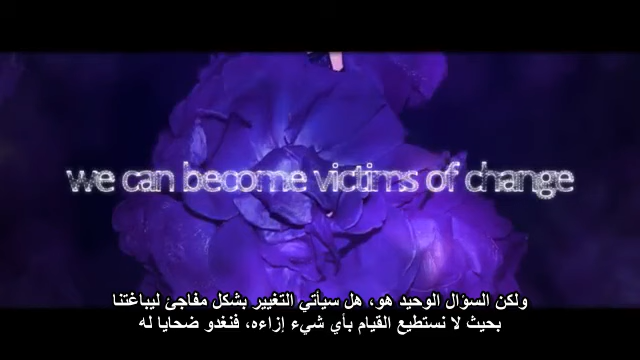 we can become victims of change
ولكن السؤال الوحيد هو، هل سيأتي التغيير بشكل مفاجئ ليباغتنا
بحيث لا نستطيع القيام بأي شيء إزاءه، فنغدو ضحايا له